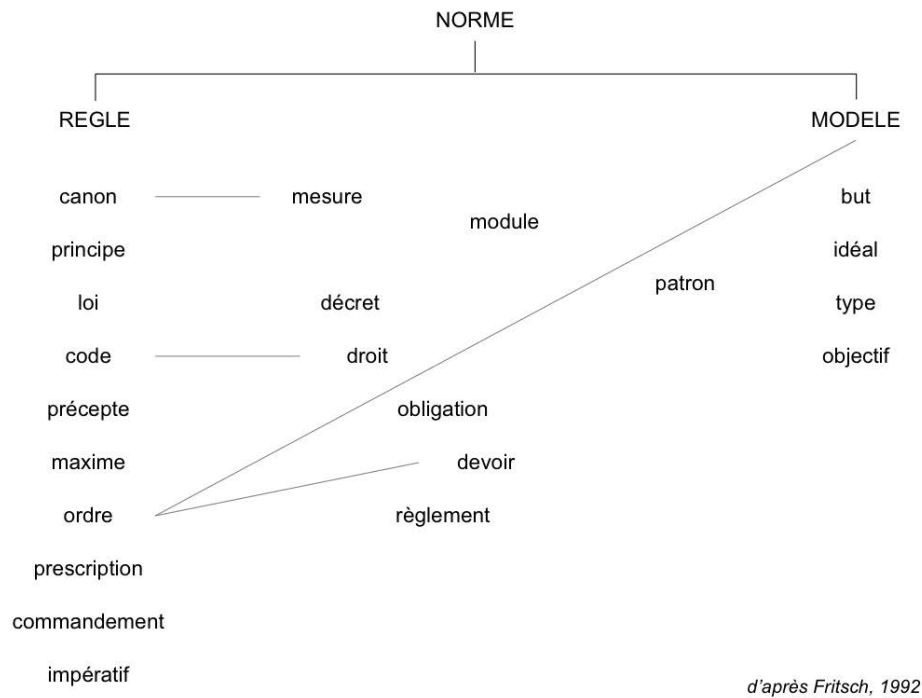 NORME
REGLE
MODELE
canon
mesure
but
module
principe
idéal
patron
loi
décret
type
code
droit
objectif
précepte
obligation
maxime
devoir
ordre
règlement
prescription
commandement
impératif
d'après Fritsch, 1992